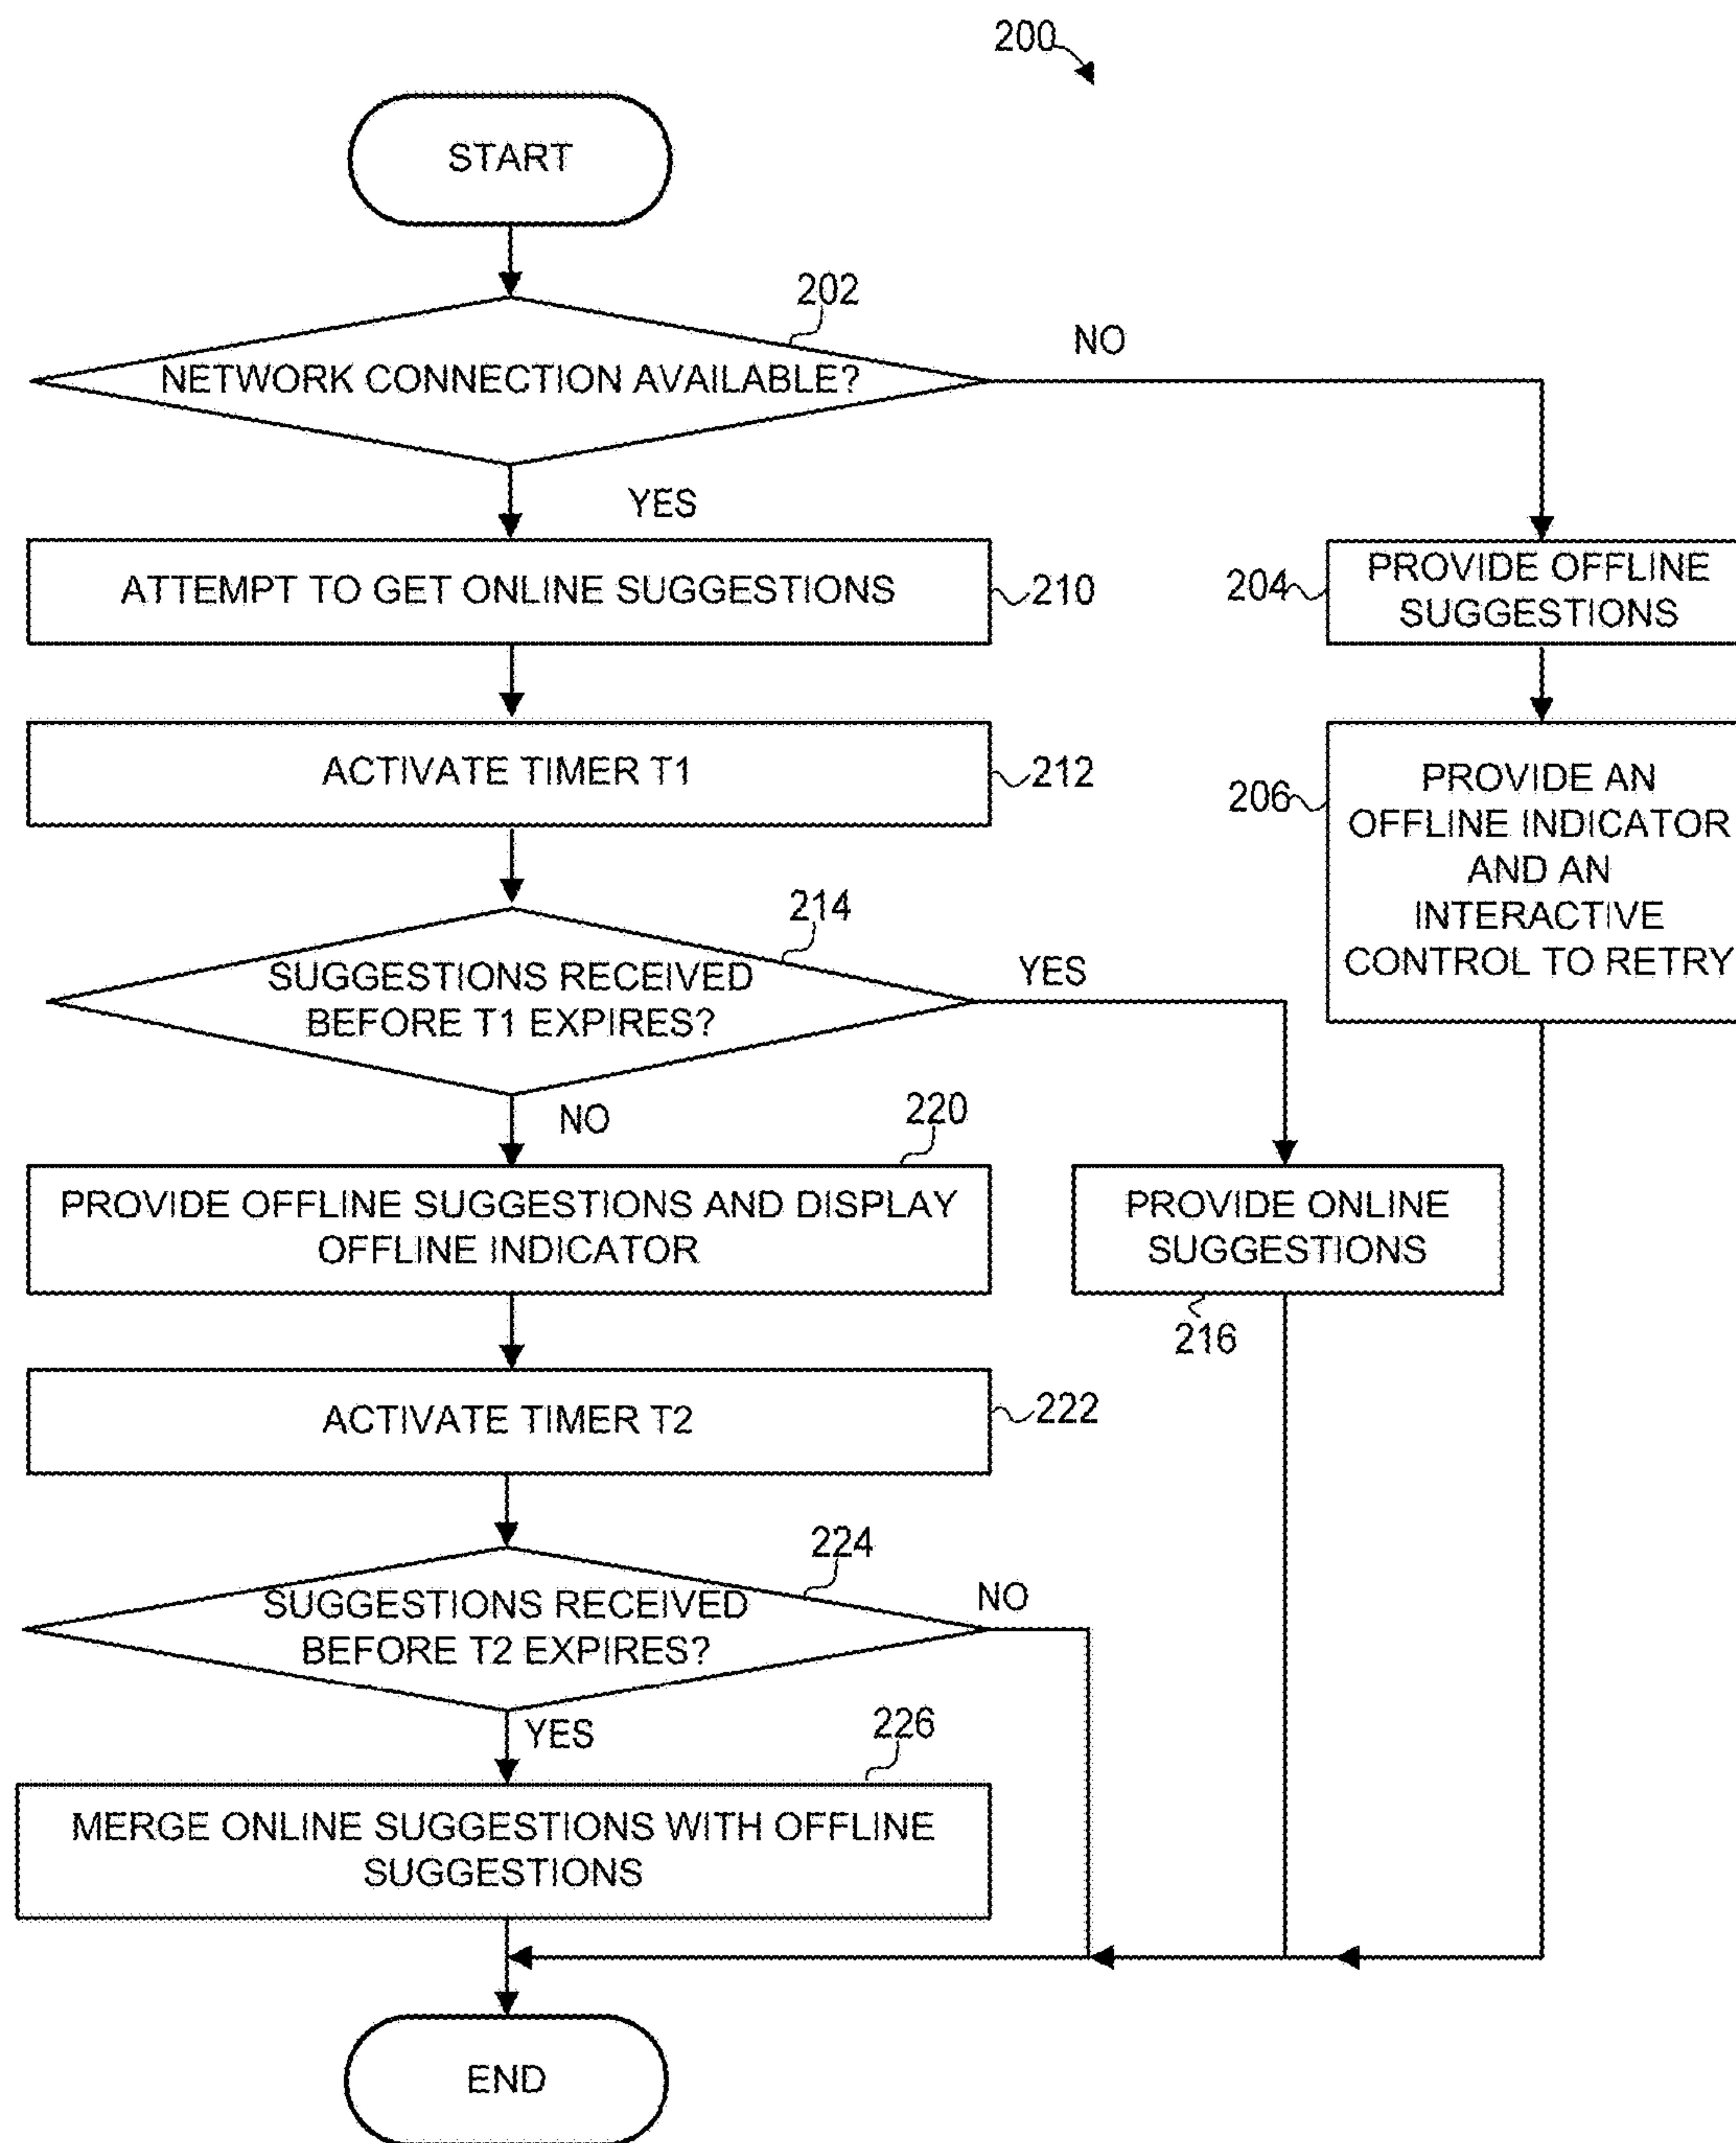 200
START
202
NETWORK CONNECTION AVAILABLE?
NO
YES
ATTEMPT TO GET ONLINE SUGGESTIONS
210
204
PROVIDE OFFLINE
SUGGESTIONS
ACTIVATE TIMER T1
212
206
PROVIDE AN
OFFLINE INDICATOR
AND AN
INTERACTIVE
CONTROL TO RETRY
214
SUGGESTIONS RECEIVED
BEFORE T1 EXPIRES?
YES
NO
220
PROVIDE OFFLINE SUGGESTIONS AND DISPLAY
OFFLINE INDICATOR
PROVIDE ONLINE
SUGGESTIONS
216
ACTIVATE TIMER T2
222
224
SUGGESTIONS RECEIVED
BEFORE T2 EXPIRES?
NO
YES
226
MERGE ONLINE SUGGESTIONS WITH OFFLINE
SUGGESTIONS
END